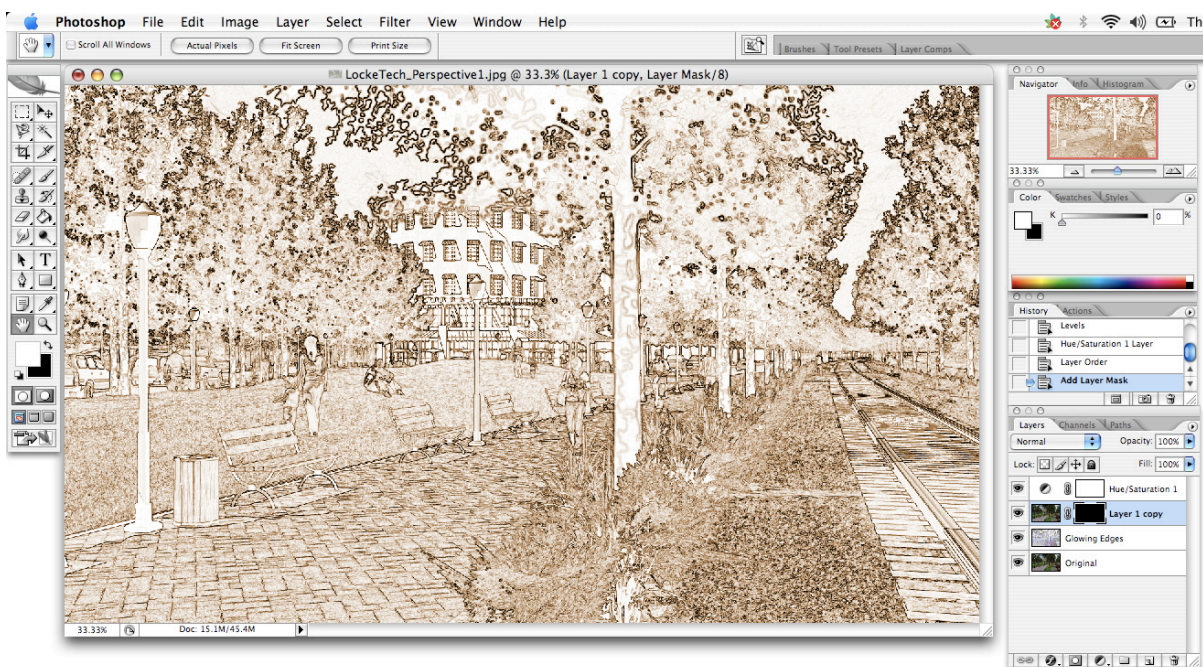 Photoshop File Edit Image Layer Select Filter View Window Help Th
Scroll All Windows Actual Pixels Fit Screen Print Size Brushes Tool Presets Layer Comps
LockeTech_Perspective1.jpg @ 33.3% (Layer 1 copy, Layer Mask/8)
Navigator Info Histogram
33.33%
Color Swatches Styles
K 0 %
History Actions
Levels
Hue/Saturation 1 Layer
Layer Order
Add Layer Mask
Layers Channels Paths
Normal Opacity: 100%
Lock: Fill: 100%
Hue/Saturation 1
Layer 1 copy
Glowing Edges
Original
33.33% Doc: 15.1M/45.4M